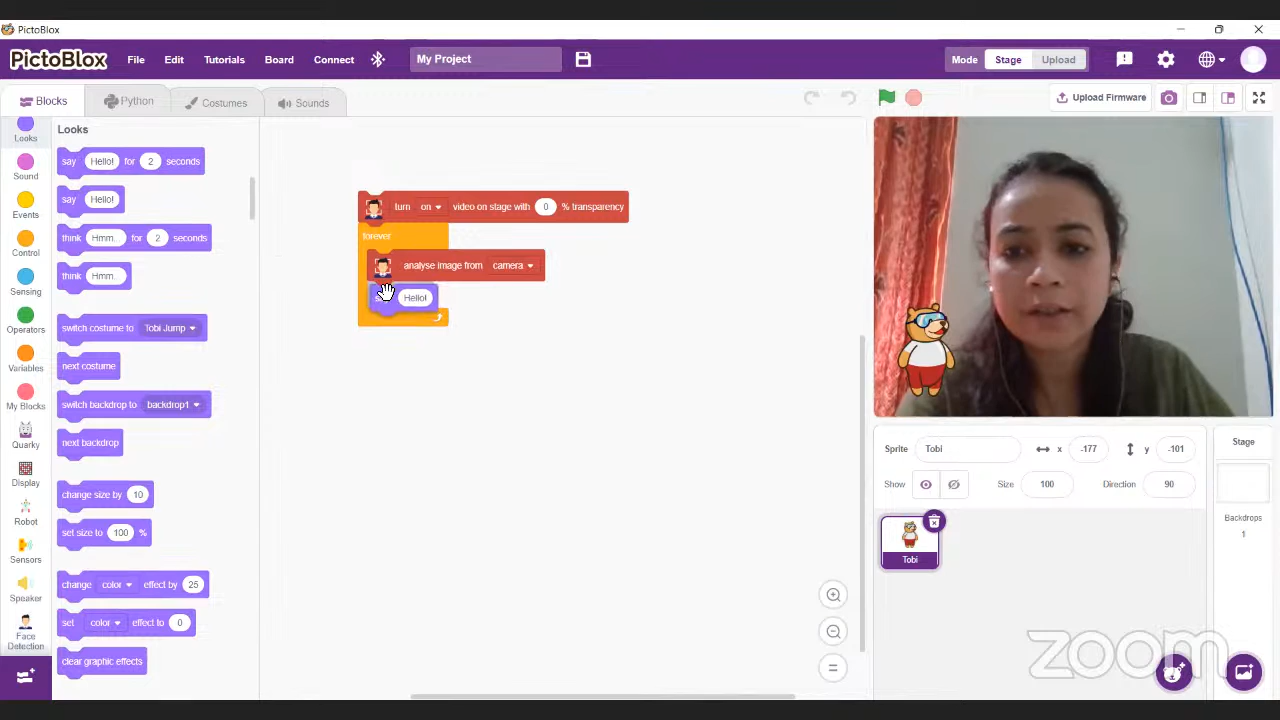 PictoBlox
PictoBlox File Edit Tutorials Board Connect My Project Mode Stage Upload
Blocks Python Costumes Sounds Upload Firmware
Looks
Sound
Events
Control
Sensing
Operators
Variables
My Blocks
Quarky
Display
Robot
Sensors
Speaker
Face
Detection
Looks
say Hello! for 2 seconds
say Hello!
think Hmm... for 2 seconds
think Hmm...
switch costume to Tobi Jump
next costume
switch backdrop to backdrop1
next backdrop
change size by 10
set size to 100 %
change color effect by 25
set color effect to 0
clear graphic effects
turn on video on stage with 0 % transparency
forever
analyse image from camera
Hello!
Sprite Tobi x -177 y -101
Show Size 100 Direction 90
Tobi
Stage
Backdrops
1
zoom